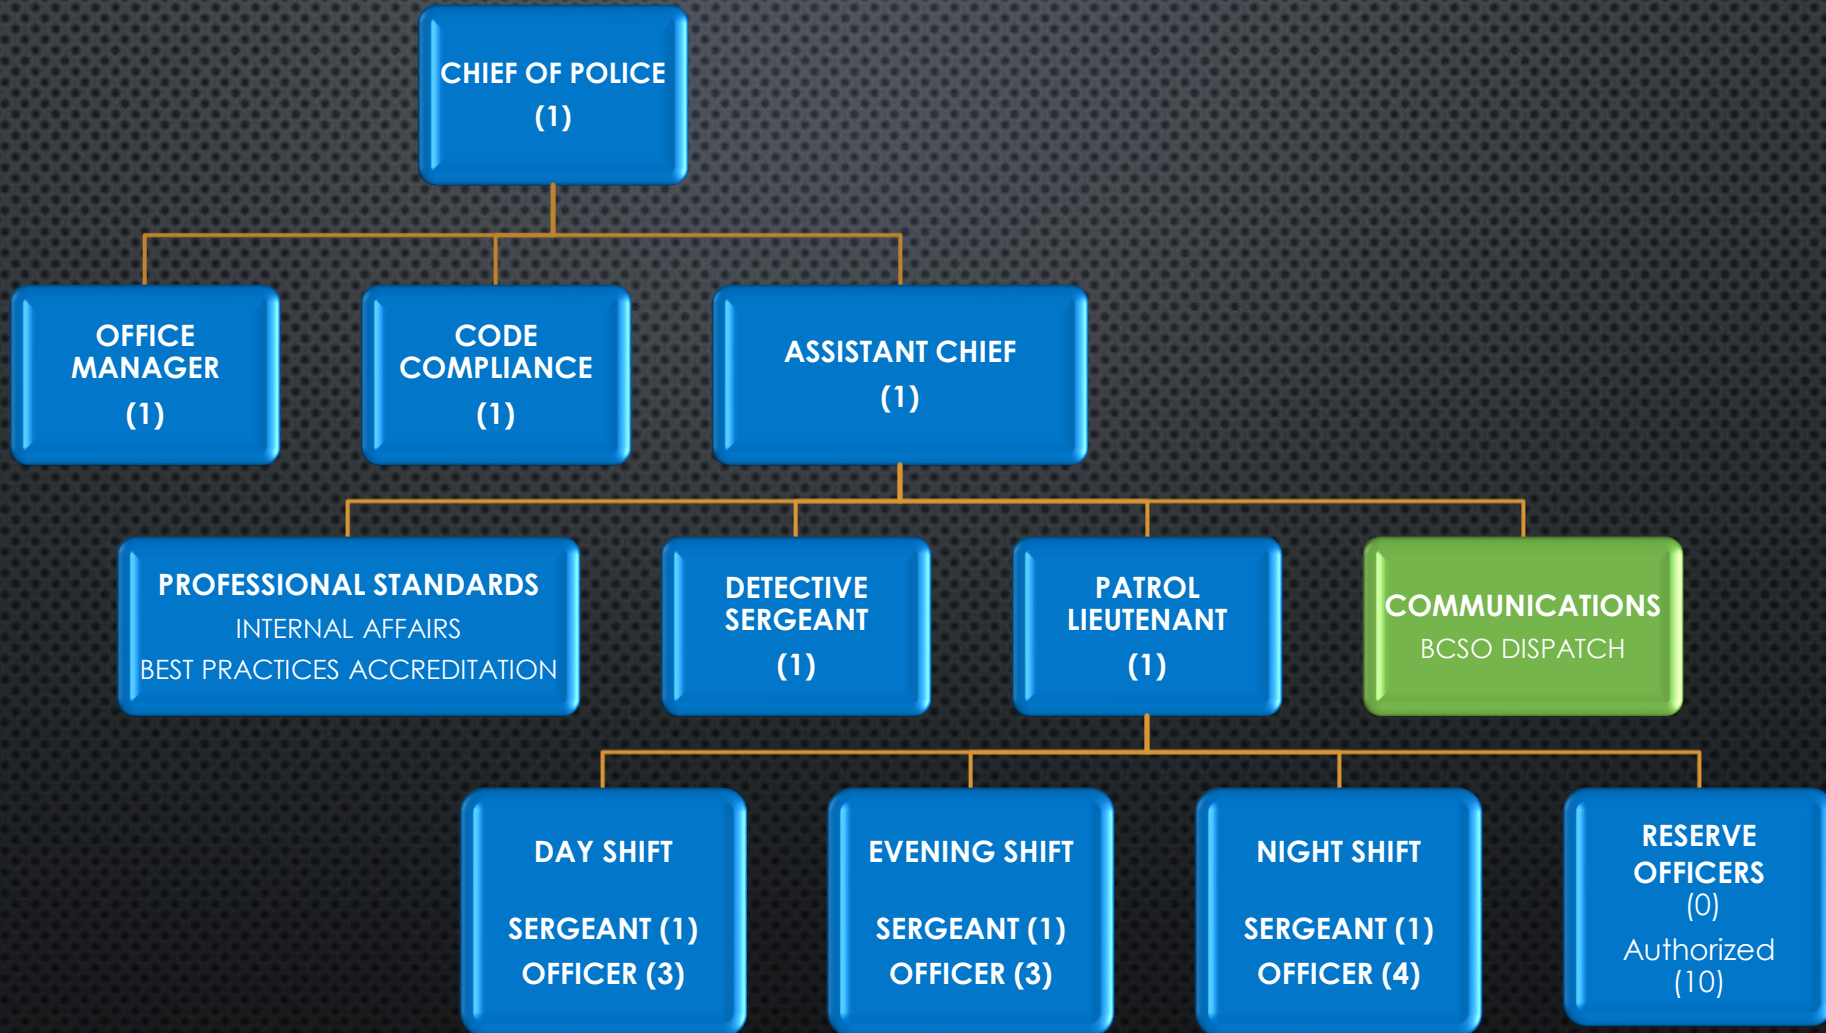 CHIEF OF POLICE
(1)
OFFICE
MANAGER
(1)
CODE
COMPLIANCE
(1)
ASSISTANT CHIEF
(1)
PROFESSIONAL STANDARDS
INTERNAL AFFAIRS
BEST PRACTICES ACCREDITATION
DETECTIVE
SERGEANT
(1)
PATROL
LIEUTENANT
(1)
COMMUNICATIONS
BCSO DISPATCH
DAY SHIFT
SERGEANT (1)
OFFICER (3)
EVENING SHIFT
SERGEANT (1)
OFFICER (3)
NIGHT SHIFT
SERGEANT (1)
OFFICER (4)
RESERVE
OFFICERS
(0)
Authorized
(10)